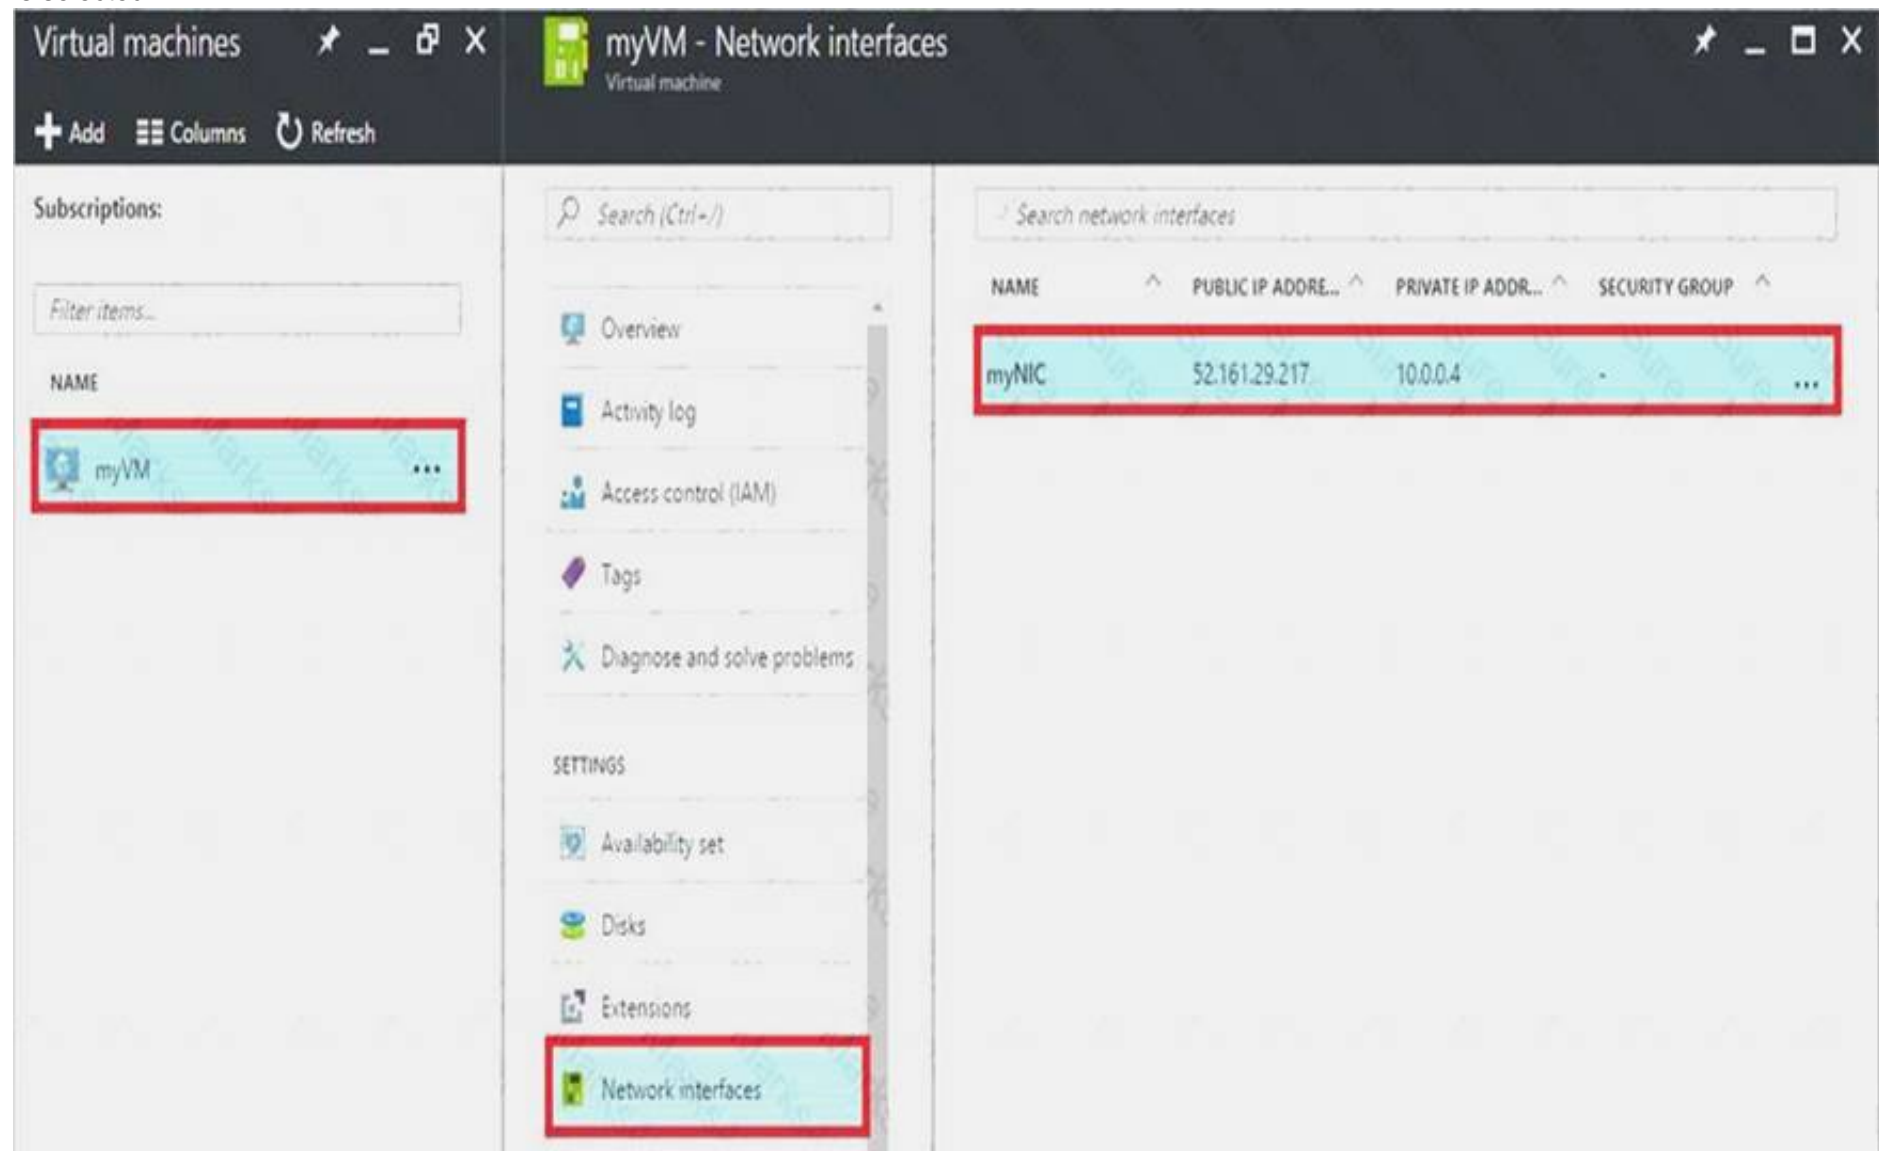 Virtual machines
+ Add Columns Refresh
Subscriptions:
Filter items...
NAME
myVM ...
myVM - Network interfaces
Virtual machine
Search (Ctrl+/)
Overview
Activity log
Access control (IAM)
Tags
Diagnose and solve problems
SETTINGS
Availability set
Disks
Extensions
Network interfaces
Search network interfaces
NAME PUBLIC IP ADDRE... PRIVATE IP ADDR... SECURITY GROUP
myNIC 52.161.29.217 10.0.0.4 - ...